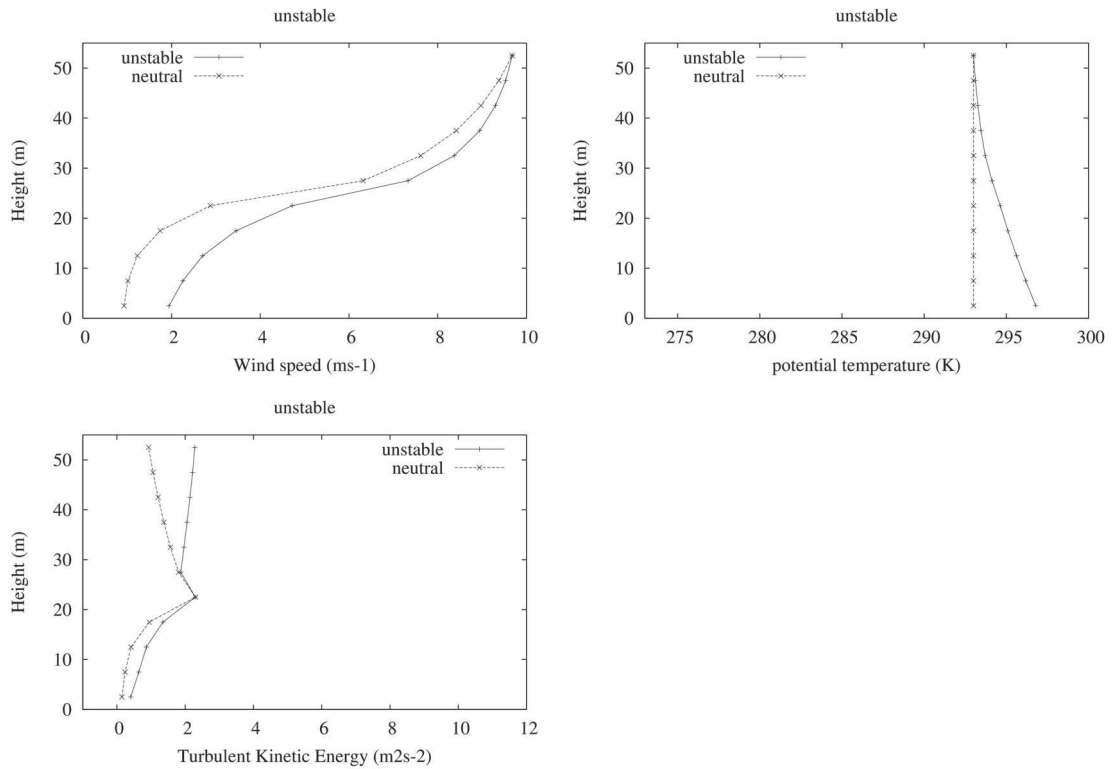 unstable
unstable
neutral
50
40
30
20
10
0
Height (m)
0
2
4
6
8
10
Wind speed (ms-1)
unstable
unstable
neutral
50
40
30
20
10
0
Height (m)
275
280
285
290
295
300
potential temperature (K)
unstable
unstable
neutral
50
40
30
20
10
0
Height (m)
0
2
4
6
8
10
12
Turbulent Kinetic Energy (m2s-2)